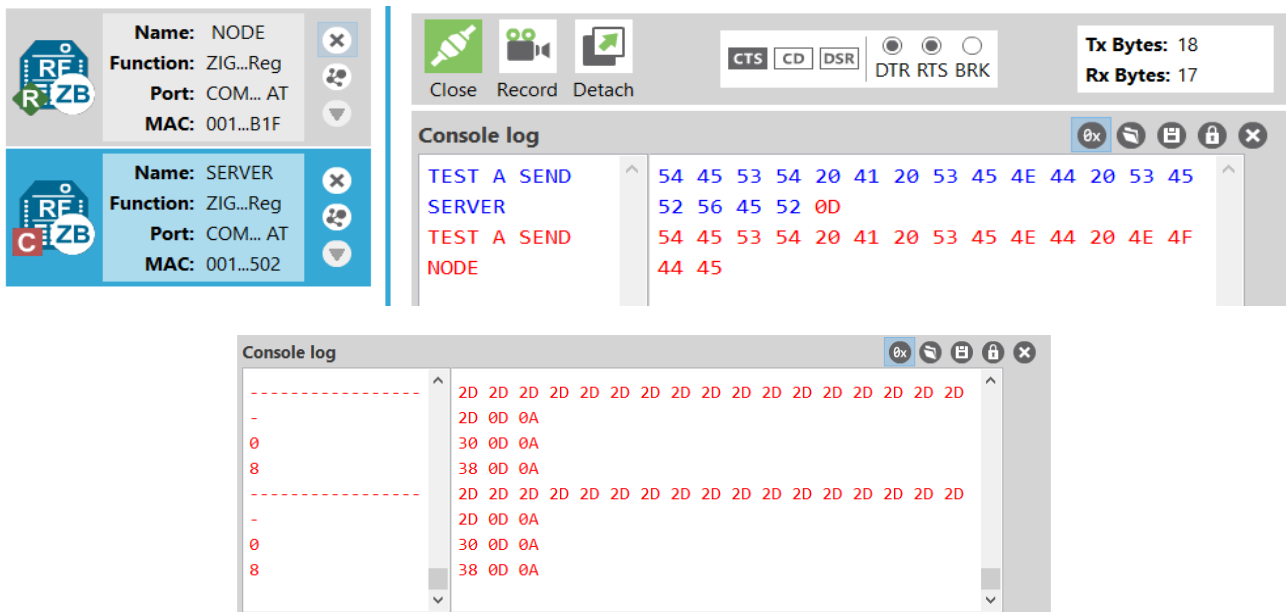 Name: NODE
Function: ZIG...Reg
Port: COM... AT
MAC: 001...B1F
RF
R
ZB
Name: SERVER
Function: ZIG...Reg
Port: COM... AT
MAC: 001...502
RF
C
ZB
Close Record Detach
CTS CD DSR
DTR RTS BRK
Tx Bytes: 18
Rx Bytes: 17
Console log
0x
TEST A SEND 54 45 53 54 20 41 20 53 45 4E 44 20 53 45
SERVER 52 56 45 52 0D
TEST A SEND 54 45 53 54 20 41 20 53 45 4E 44 20 4E 4F
NODE 44 45
Console log
0x
----------------- 2D 2D 2D 2D 2D 2D 2D 2D 2D 2D 2D 2D 2D 2D 2D 2D 2D
- 2D 0D 0A
0 30 0D 0A
8 38 0D 0A
----------------- 2D 2D 2D 2D 2D 2D 2D 2D 2D 2D 2D 2D 2D 2D 2D 2D 2D
- 2D 0D 0A
0 30 0D 0A
8 38 0D 0A